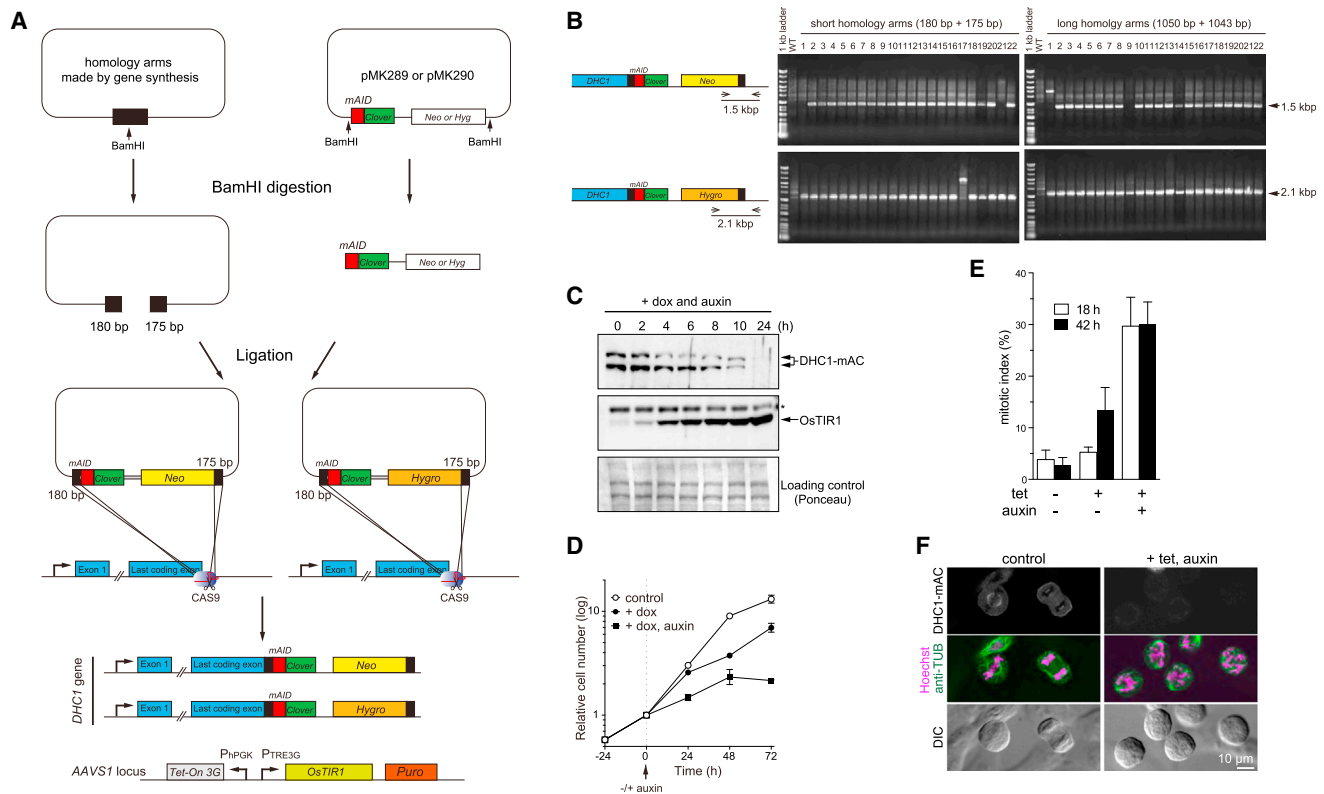 A
homology arms
made by gene synthesis
BamHI
pMK289 or pMK290
mAID
Clover
Neo or Hyg
BamHI
BamHI
BamHI digestion
mAID
Clover
Neo or Hyg
180 bp
175 bp
Ligation
mAID
175 bp
Clover
Neo
180 bp
mAID
175 bp
Clover
Hygro
180 bp
Exon 1
Last coding exon
CAS9
Exon 1
Last coding exon
CAS9
DHC1 gene
mAID
Exon 1
Last coding exon
Clover
Neo
mAID
Exon 1
Last coding exon
Clover
Hygro
AAVS1 locus
PhPGK
PTRE3G
Tet-On 3G
OsTIR1
Puro
B
short homology arms (180 bp + 175 bp)
long homolgy arms (1050 bp + 1043 bp)
1 kb ladder
WT
1 2 3 4 5 6 7 8 9 10 11 12 13 14 15 16 17 18 19 20 21 22
1 kb ladder
WT
1 2 3 4 5 6 7 8 9 10 11 12 13 14 15 16 17 18 19 20 21 22
mAID
DHC1
Clover
Neo
1.5 kbp
1.5 kbp
mAID
DHC1
Clover
Hygro
2.1 kbp
2.1 kbp
C
+ dox and auxin
0 2 4 6 8 10 24 (h)
DHC1-mAC
*
OsTIR1
Loading control
(Ponceau)
D
Relative cell number (log)
10
1
control
+ dox
+ dox, auxin
-24 0 24 48 72
Time (h)
-/+ auxin
E
mitotic index (%)
40
30
20
10
0
18 h
42 h
tet - + +
auxin - - +
F
control
+ tet, auxin
DHC1-mAC
Hoechst
anti-TUB
DIC
10 µm